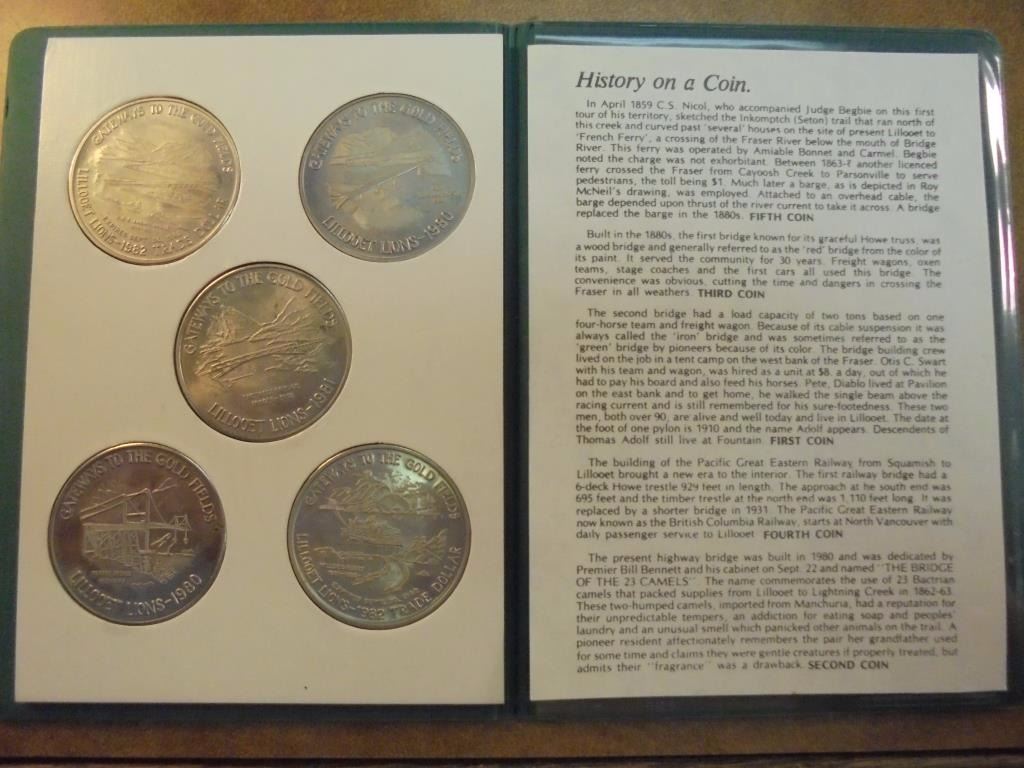 GATEWAYS TO THE GOLD FIELDS
LILLOOET LIONS-1982 TRADE DOLLAR
GATEWAYS TO THE GOLD FIELDS
LILLOOET LIONS-1980
GATEWAYS TO THE GOLD FIELDS
LILLOOET LIONS-1981
GATEWAYS TO THE GOLD FIELDS
LILLOOET LIONS-1980
GATEWAYS TO THE GOLD FIELDS
LILLOOET LIONS-1982 TRADE DOLLAR
History on a Coin.
In April 1859 C.S. Nicol, who accompanied Judge Begbie on this first
tour of his territory, sketched the Inkomptch (Seton) trail that ran north of
this creek and curved past 'several' houses on the site of present Lillooet to
'French Ferry', a crossing of the Fraser River below the mouth of Bridge
River. This ferry was operated by Amiable Bonnet and Carmel. Begbie
noted the charge was not exhorbitant. Between 1863-? another licenced
ferry crossed the Fraser from Cayoosh Creek to Parsonville to serve
pedestrians, the toll being $1. Much later a barge, as is depicted in Roy
McNeil's drawing, was employed. Attached to an overhead cable, the
barge depended upon thrust of the river current to take it across. A bridge
replaced the barge in the 1880s. FIFTH COIN
Built in the 1880s, the first bridge known for its graceful Howe truss, was
a wood bridge and generally referred to as the 'red' bridge from the color of
its paint. It served the community for 30 years. Freight wagons, oxen
teams, stage coaches and the first cars all used this bridge. The
convenience was obvious, cutting the time and dangers in crossing the
Fraser in all weathers. THIRD COIN
The second bridge had a load capacity of two tons based on one
four-horse team and freight wagon. Because of its cable suspension it was
always called the 'iron' bridge and was sometimes referred to as the
'green' bridge by pioneers because of its color. The bridge building crew
lived on the job in a tent camp on the west bank of the Fraser. Otis C. Swart
with his team and wagon, was hired as a unit at $8. a day, out of which he
had to pay his board and also feed his horses. Pete, Diablo lived at Pavilion
on the east bank and to get home, he walked the single beam above the
racing current and is still remembered for his sure-footedness. These two
men, both over 90, are alive and well today and live in Lillooet. The date at
the foot of one pylon is 1910 and the name Adolf appears. Descendents of
Thomas Adolf still live at Fountain. FIRST COIN
The building of the Pacific Great Eastern Railway from Squamish to
Lillooet brought a new era to the interior. The first railway bridge had a
6-deck Howe trestle 929 feet in length. The approach at he south end was
695 feet and the timber trestle at the north end was 1,110 feet long. It was
replaced by a shorter bridge in 1931. The Pacific Great Eastern Railway
now known as the British Columbia Railway, starts at North Vancouver with
daily passenger service to Lillooet FOURTH COIN
The present highway bridge was built in 1980 and was dedicated by
Premier Bill Bennett and his cabinet on Sept. 22 and named "THE BRIDGE
OF THE 23 CAMELS". The name commemorates the use of 23 Bactrian
camels that packed supplies from Lillooet to Lightning Creek in 1862-63.
These two-humped camels, imported from Manchuria, had a reputation for
their unpredictable tempers, an addiction for eating soap and peoples'
laundry and an unusual smell which panicked other animals on the trail. A
pioneer resident affectionately remembers the pair her grandfather used
for some time and claims they were gentle creatures if properly treated, but
admits their "fragrance" was a drawback. SECOND COIN